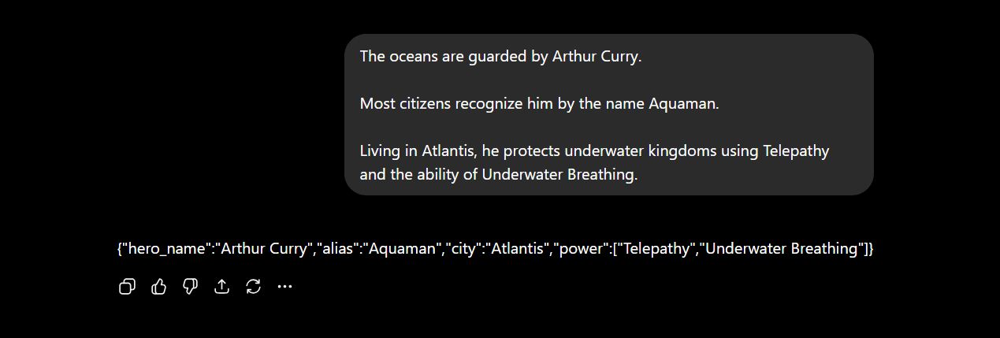 The oceans are guarded by Arthur Curry.
Most citizens recognize him by the name Aquaman.
Living in Atlantis, he protects underwater kingdoms using Telepathy
and the ability of Underwater Breathing.
{"hero_name":"Arthur Curry","alias":"Aquaman","city":"Atlantis","power":["Telepathy","Underwater Breathing"]}